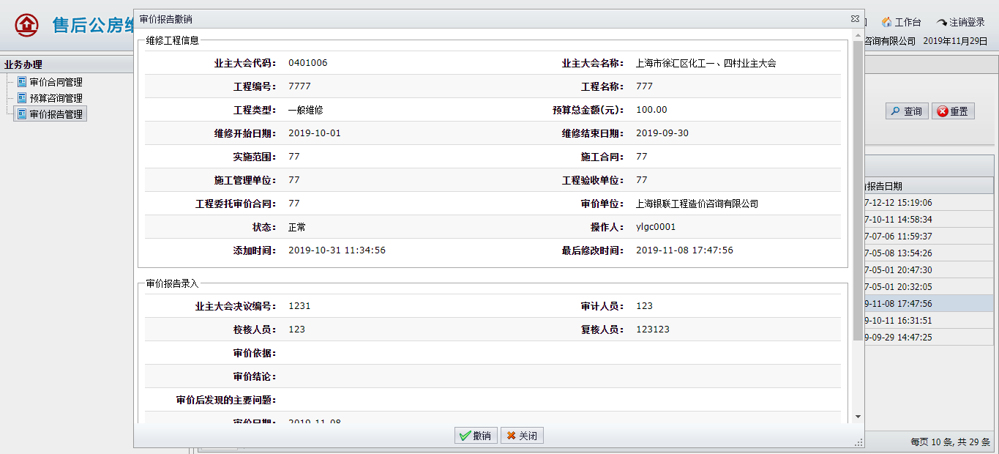 售后公房维
工作台 注销登录
咨询有限公司 2019年11月29日
业务办理
审价合同管理
预算咨询管理
审价报告管理
审价报告撤销
维修工程信息
业主大会代码： 0401006 业主大会名称： 上海市徐汇区化工一、四村业主大会
工程编号： 7777 工程名称： 777
工程类型： 一般维修 预算总金额(元)： 100.00
维修开始日期： 2019-10-01 维修结束日期： 2019-09-30
实施范围： 77 施工合同： 77
施工管理单位： 77 工程验收单位： 77
工程委托审价合同： 77 审价单位： 上海银联工程造价咨询有限公司
状态： 正常 操作人： ylgc0001
添加时间： 2019-10-31 11:34:56 最后修改时间： 2019-11-08 17:47:56
审价报告录入
业主大会决议编号： 1231 审计人员： 123
校核人员： 123 复核人员： 123123
审价依据：
审价结论：
审价后发现的主要问题：
审价日期： 2019-11-08
撤销 关闭
查询 重置
报告日期
7-12-12 15:19:06
7-10-11 14:58:34
7-07-06 11:59:37
7-05-08 13:54:26
7-05-01 20:47:30
7-05-01 20:32:05
9-11-08 17:47:56
9-10-11 16:31:51
9-09-29 14:47:25
每页 10 条, 共 29 条